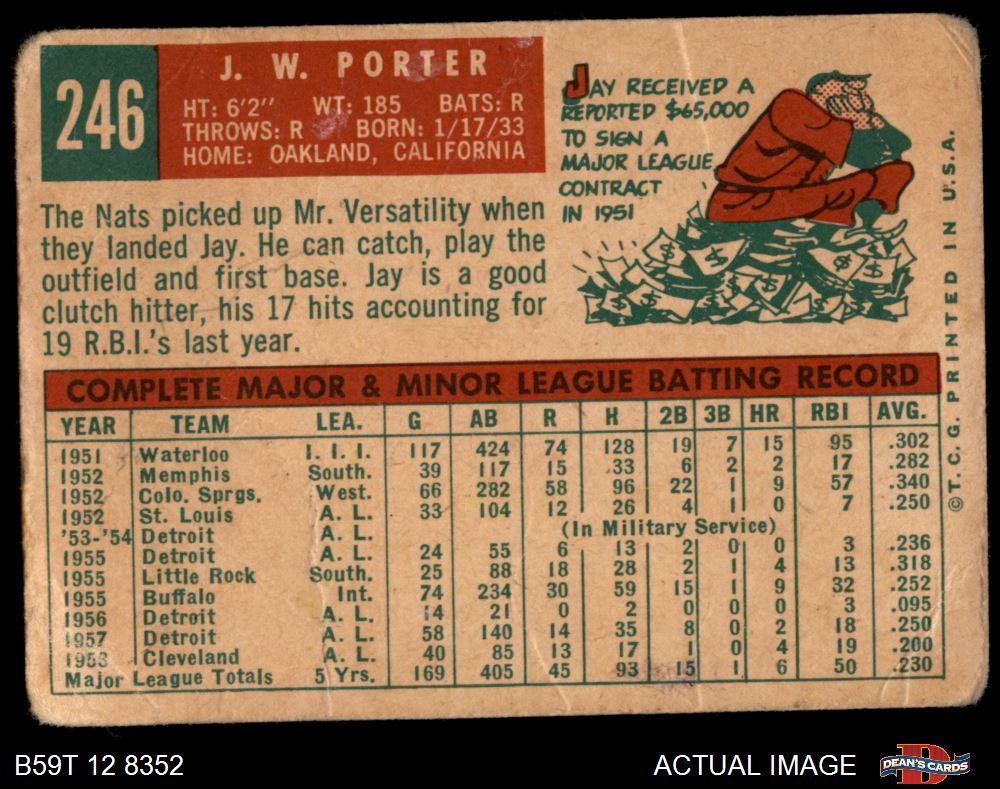 246
J. W. PORTER
HT: 6'2" WT: 185 BATS: R
THROWS: R BORN: 1/17/33
HOME: OAKLAND, CALIFORNIA
JAY RECEIVED A
REPORTED $65,000
TO SIGN A
MAJOR LEAGUE
CONTRACT
IN 1951
The Nats picked up Mr. Versatility when
they landed Jay. He can catch, play the
outfield and first base. Jay is a good
clutch hitter, his 17 hits accounting for
19 R.B.I.'s last year.
COMPLETE MAJOR & MINOR LEAGUE BATTING RECORD
YEAR TEAM LEA. G AB R H 2B 3B HR RBI AVG.
1951 Waterloo I. I. I. 117 424 74 128 19 7 15 95 .302
1952 Memphis South. 39 117 15 33 6 2 2 17 .282
1952 Colo. Sprgs. West. 66 282 58 96 22 1 9 57 .340
1952 St. Louis A. L. 33 104 12 26 4 1 0 7 .250
'53-'54 Detroit A. L. (In Military Service)
1955 Detroit A. L. 24 55 6 13 2 0 0 3 .236
1955 Little Rock South. 25 88 18 28 2 1 4 13 .318
1955 Buffalo Int. 74 234 30 59 15 1 9 32 .252
1956 Detroit A. L. 14 21 0 2 0 0 0 3 .095
1957 Detroit A. L. 58 140 14 35 8 0 2 18 .250
1958 Cleveland A. L. 40 85 13 17 1 0 4 19 .200
Major League Totals 5 Yrs. 169 405 45 93 15 1 6 50 .230
©T. C. G. PRINTED IN U.S.A.
B59T 12 8352
ACTUAL IMAGE
DEAN'S CARDS